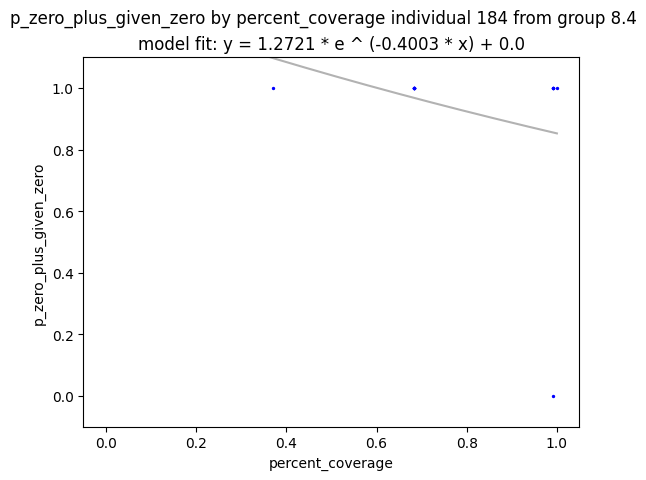 p_zero_plus_given_zero by percent_coverage individual 184 from group 8.4
model fit: y = 1.2721 * e ^ (-0.4003 * x) + 0.0
p_zero_plus_given_zero
1.0
0.8
0.6
0.4
0.2
0.0
0.0 0.2 0.4 0.6 0.8 1.0
percent_coverage